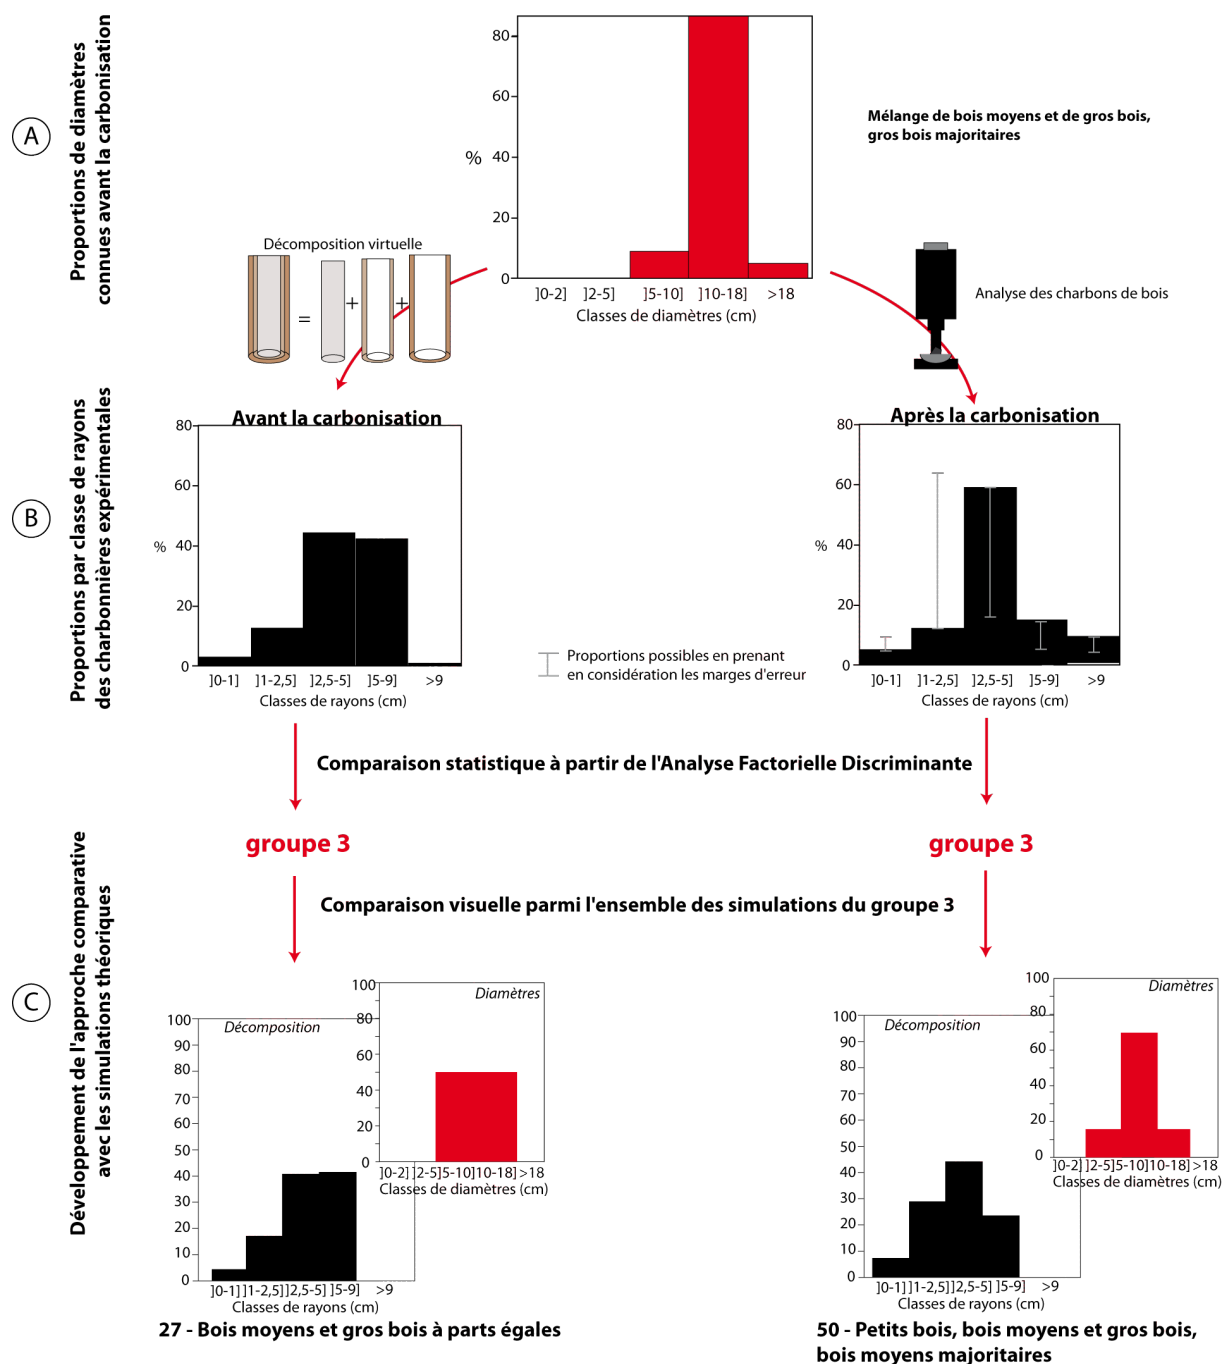 A
Proportions de diamètres
connues avant la carbonisation
80
60
40
20
0
%
]0-2] ]2-5] ]5-10] ]10-18] >18
Classes de diamètres (cm)
Mélange de bois moyens et de gros bois,
gros bois majoritaires
Décomposition virtuelle
= + +
Analyse des charbons de bois
B
Proportions par classe de rayons
des charbonnières expérimentales
Avant la carbonisation
80
60
40
20
0
%
]0-1] ]1-2,5] ]2,5-5] ]5-9] >9
Classes de rayons (cm)
Proportions possibles en prenant
en considération les marges d'erreur
Après la carbonisation
80
60
40
20
0
%
]0-1] ]1-2,5] ]2,5-5] ]5-9] >9
Classes de rayons (cm)
Comparaison statistique à partir de l'Analyse Factorielle Discriminante
groupe 3
groupe 3
Comparaison visuelle parmi l'ensemble des simulations du groupe 3
C
Développement de l'approche comparative
avec les simulations théoriques
Décomposition
100
90
80
70
60
50
40
30
20
10
0
]0-1] ]1-2,5] ]2,5-5] ]5-9] >9
Classes de rayons (cm)
Diamètres
100
80
60
40
20
0
]0-2] ]2-5] ]5-10] ]10-18] >18
Classes de diamètres (cm)
27 - Bois moyens et gros bois à parts égales
Décomposition
100
90
80
70
60
50
40
30
20
10
0
]0-1] ]1-2,5] ]2,5-5] ]5-9] >9
Classes de rayons (cm)
Diamètres
100
80
60
40
20
0
]0-2] ]2-5] ]5-10] ]10-18] >18
Classes de diamètres (cm)
50 - Petits bois, bois moyens et gros bois,
bois moyens majoritaires